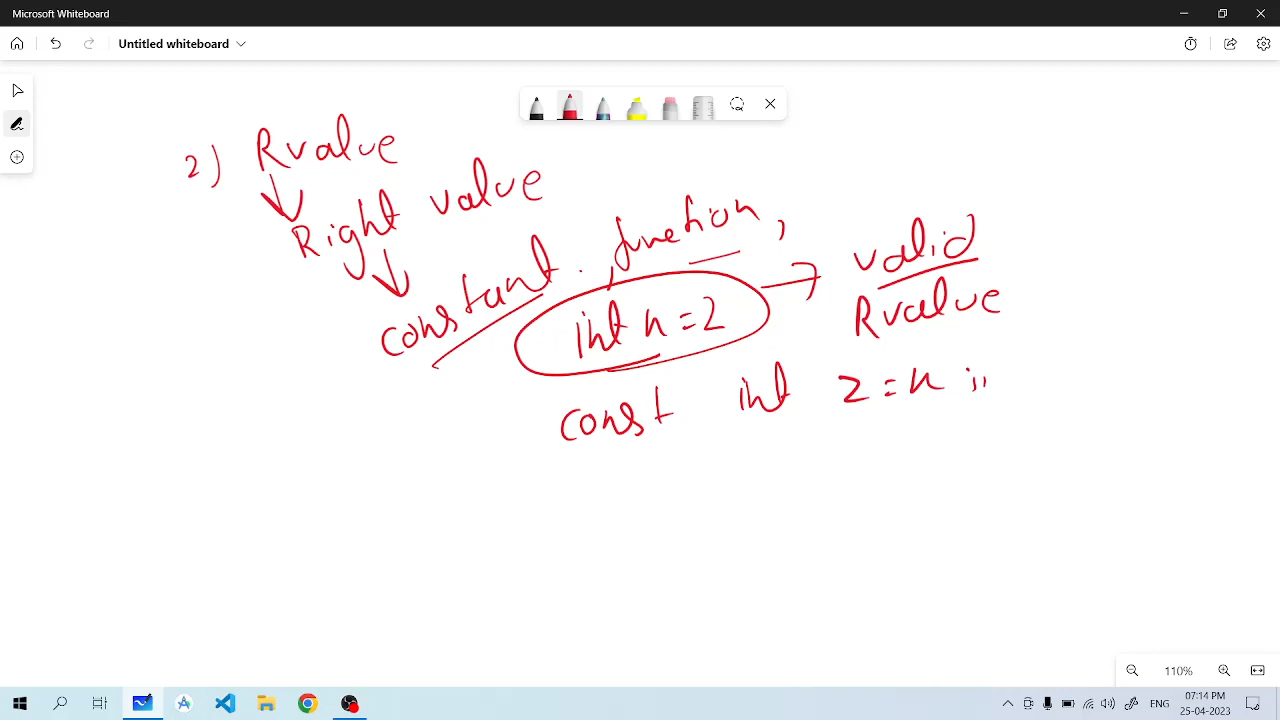 Microsoft Whiteboard
Untitled whiteboard
2) Rvalue
Right value
constant , function,
int n=2
valid
Rvalue
const int 2=n
110%
ENG
07:14 PM
25-04-2023